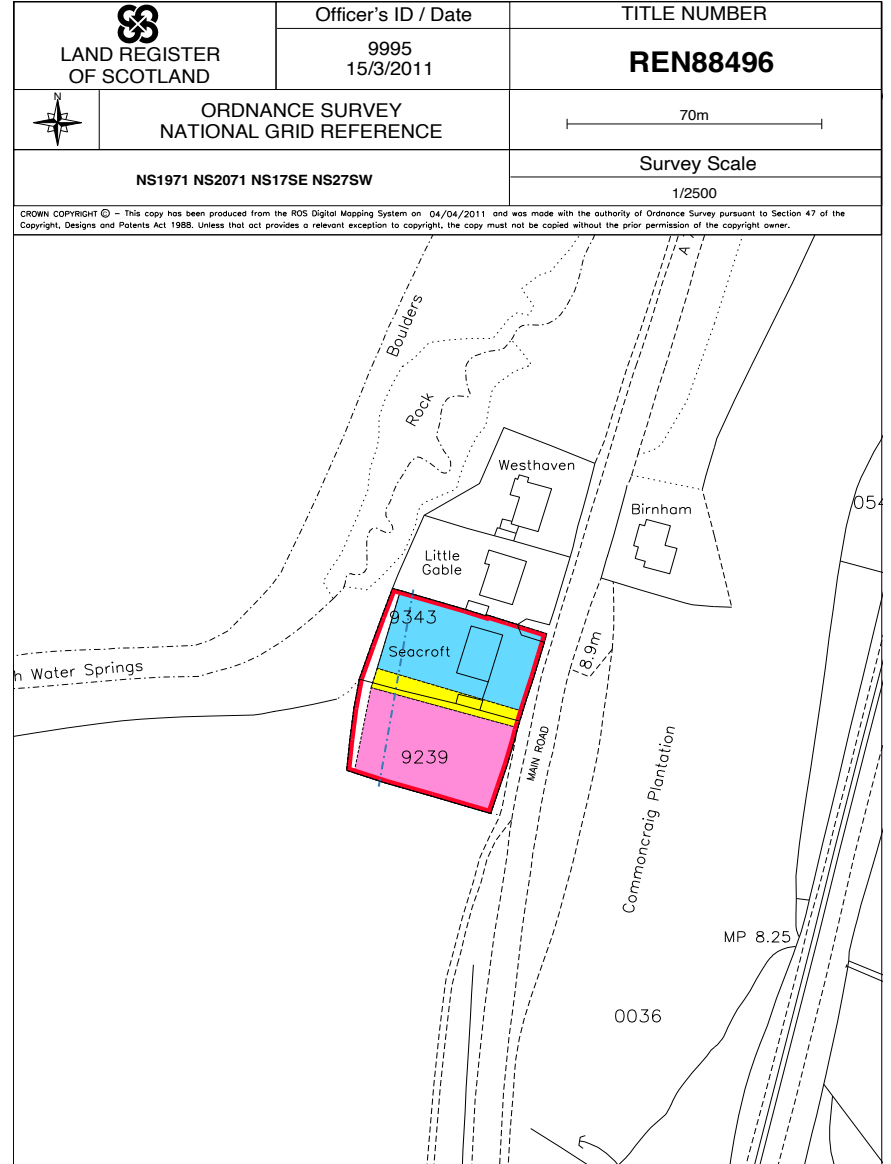 LAND REGISTER
OF SCOTLAND
Officer's ID / Date
9995
15/3/2011
TITLE NUMBER
REN88496
N
ORDNANCE SURVEY
NATIONAL GRID REFERENCE
70m
NS1971 NS2071 NS17SE NS27SW
Survey Scale
1/2500
CROWN COPYRIGHT © – This copy has been produced from the ROS Digital Mapping System on 04/04/2011 and was made with the authority of Ordnance Survey pursuant to Section 47 of the
Copyright, Designs and Patents Act 1988. Unless that act provides a relevant exception to copyright, the copy must not be copied without the prior permission of the copyright owner.
A
Boulders
Rock
Westhaven
Birnham
054
Little
Gable
9343
Seacroft
8.9m
h Water Springs
9239
MAIN ROAD
Commoncraig Plantation
MP 8.25
0036